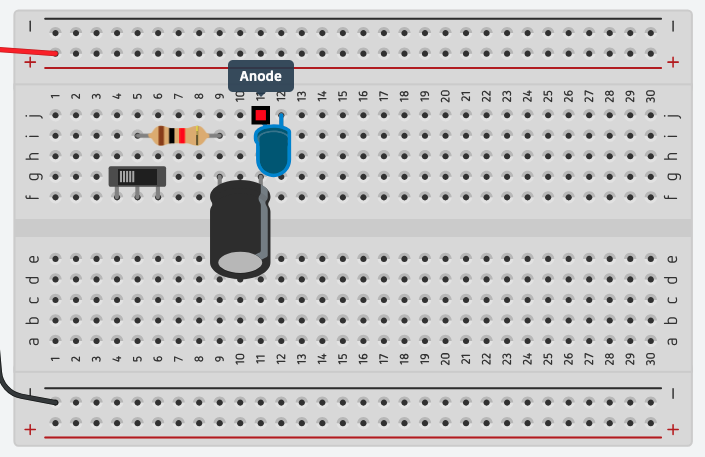 − −
+ +
Anode
1 2 3 4 5 6 7 8 9 10 11 12 13 14 15 16 17 18 19 20 21 22 23 24 25 26 27 28 29 30
j j
i i
h h
g g
f f
e e
d d
c c
b b
a a
1 2 3 4 5 6 7 8 9 10 11 12 13 14 15 16 17 18 19 20 21 22 23 24 25 26 27 28 29 30
− −
+ +